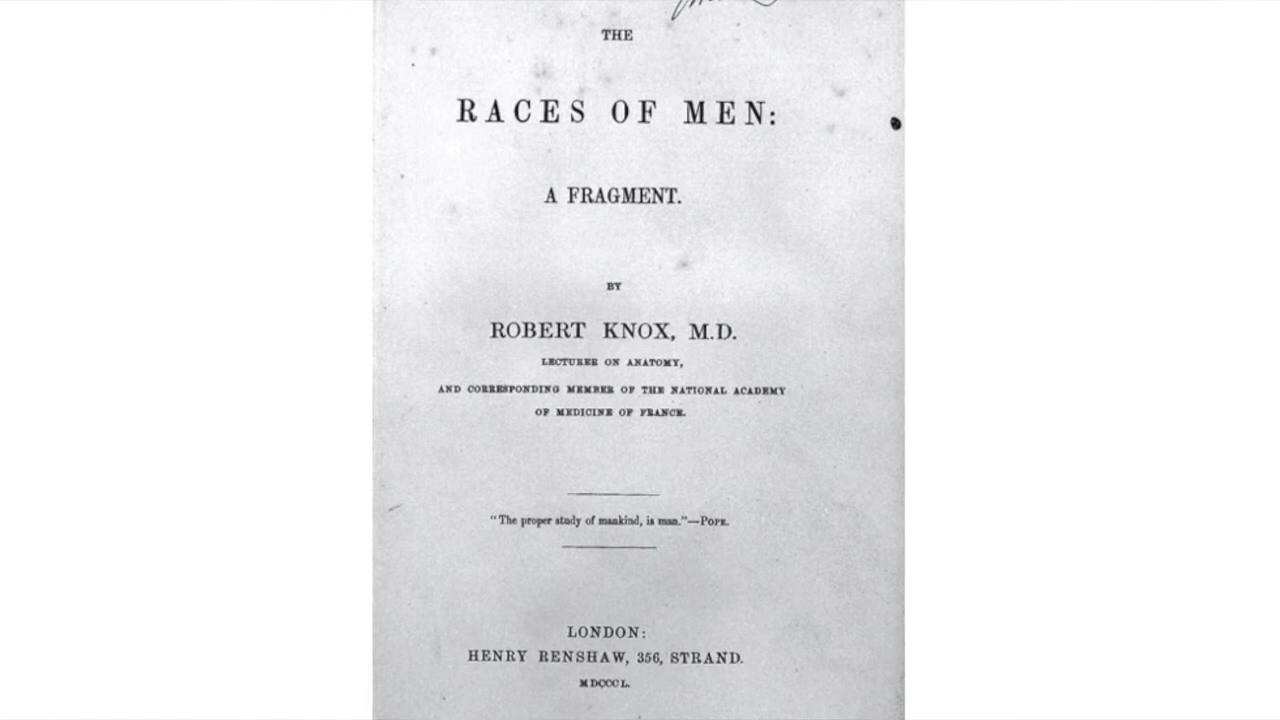 THE
RACES OF MEN:
A FRAGMENT.
BY
ROBERT KNOX, M.D.
LECTURER ON ANATOMY,
AND CORRESPONDING MEMBER OF THE NATIONAL ACADEMY
OF MEDICINE OF FRANCE.
"The proper study of mankind, is man."—POPE.
LONDON:
HENRY RENSHAW, 356, STRAND.
MDCCCL.